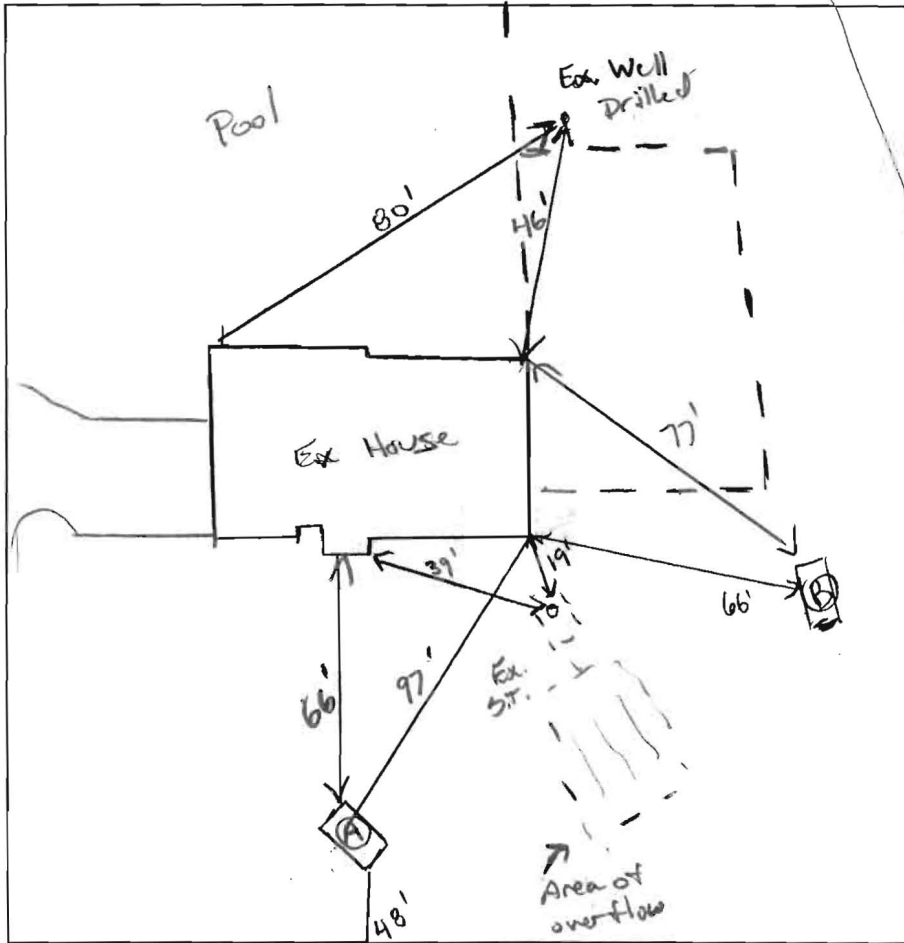 Pool
Ex. Well
Drilled
80'
46'
77'
Ex House
39'
19'
66'
B
66'
97'
Ex.
S.T.
A
48'
Area of
overflow